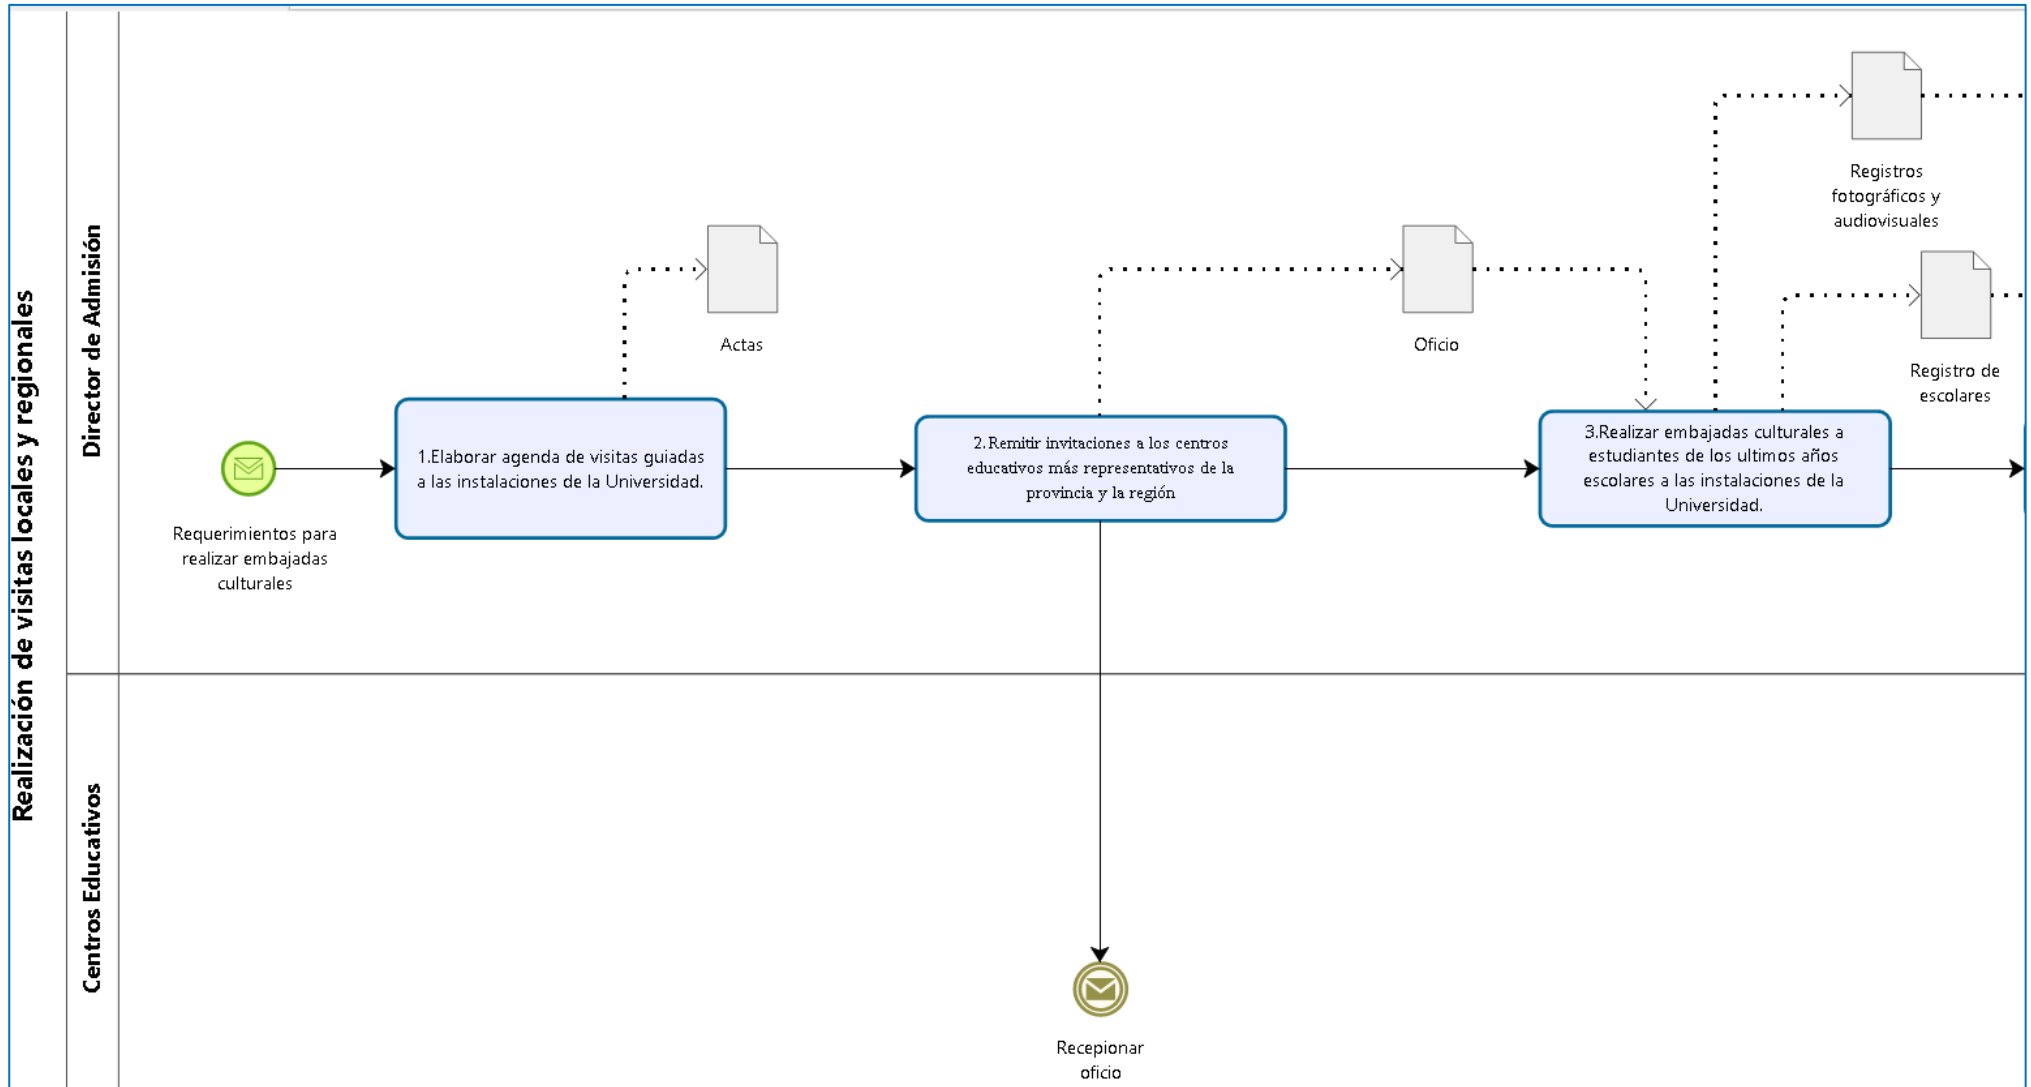 Realización de visitas locales y regionales
Director de Admisión
Requerimientos para
realizar embajadas
culturales
1.Elaborar agenda de visitas guiadas
a las instalaciones de la Universidad.
Actas
2.Remitir invitaciones a los centros
educativos más representativos de la
provincia y la región
Oficio
3.Realizar embajadas culturales a
estudiantes de los ultimos años
escolares a las instalaciones de la
Universidad.
Registros
fotográficos y
audiovisuales
Registro de
escolares
Centros Educativos
Recepionar
oficio